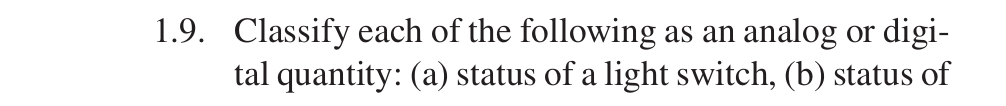 1.9. Classify each of the following as an analog or digi-
tal quantity: (a) status of a light switch, (b) status of